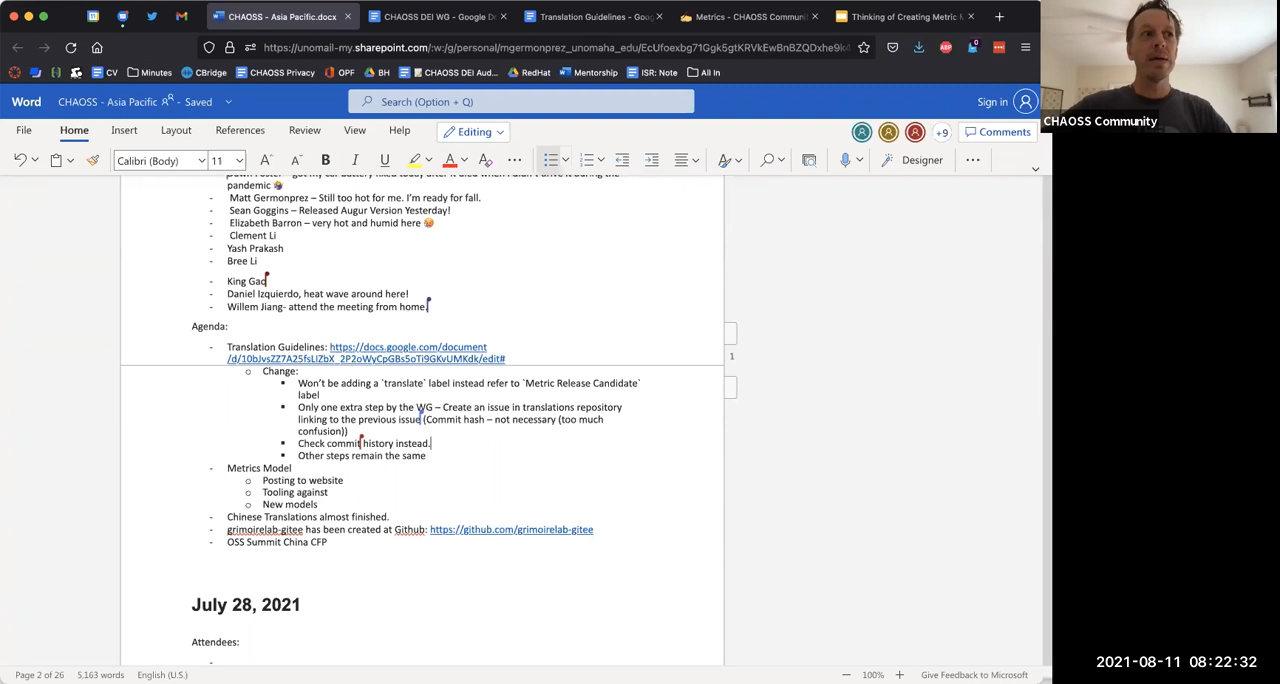 CHAOSS - Asia Pacific.docx
CHAOSS DEI WG - Google D
Translation Guidelines - Goog
Metrics - CHAOSS Communi
Thinking of Creating Metric M
https://unomail-my.sharepoint.com/:w:/g/personal/mgermonprez_unomaha_edu/
CV Minutes CBridge CHAOSS Privacy OPF BH CHAOSS DEI Aud... RedHat Mentorship ISR: Note All In
Word CHAOSS - Asia Pacific - Saved
Search (Option + Q)
Sign in
File Home Insert Layout References Review View Help Editing
+9 Comments
Calibri (Body) 11
Designer
CHAOSS Community
pandemic
- Matt Germonprez – Still too hot for me. I'm ready for fall.
- Sean Goggins – Released Augur Version Yesterday!
- Elizabeth Barron – very hot and humid here
- Clement Li
- Yash Prakash
- Bree Li
- King Gao
- Daniel Izquierdo, heat wave around here!
- Willem Jiang- attend the meeting from home.
Agenda:
- Translation Guidelines: https://docs.google.com/document
/d/10bJvsZZ7A25fsLIZbX_2P2oWyCpGBs5oTi9GKvUMKdk/edit#
o Change:
▪ Won't be adding a `translate` label instead refer to `Metric Release Candidate`
label
▪ Only one extra step by the WG – Create an issue in translations repository
linking to the previous issue (Commit hash – not necessary (too much
confusion))
▪ Check commit history instead.
▪ Other steps remain the same
- Metrics Model
o Posting to website
o Tooling against
o New models
- Chinese Translations almost finished.
- grimoirelab-gitee has been created at Github: https://github.com/grimoirelab-gitee
- OSS Summit China CFP
1
July 28, 2021
Attendees:
-
2021-08-11 08:22:32
Page 2 of 26 5,163 words English (U.S.)
100% Give Feedback to Microsoft